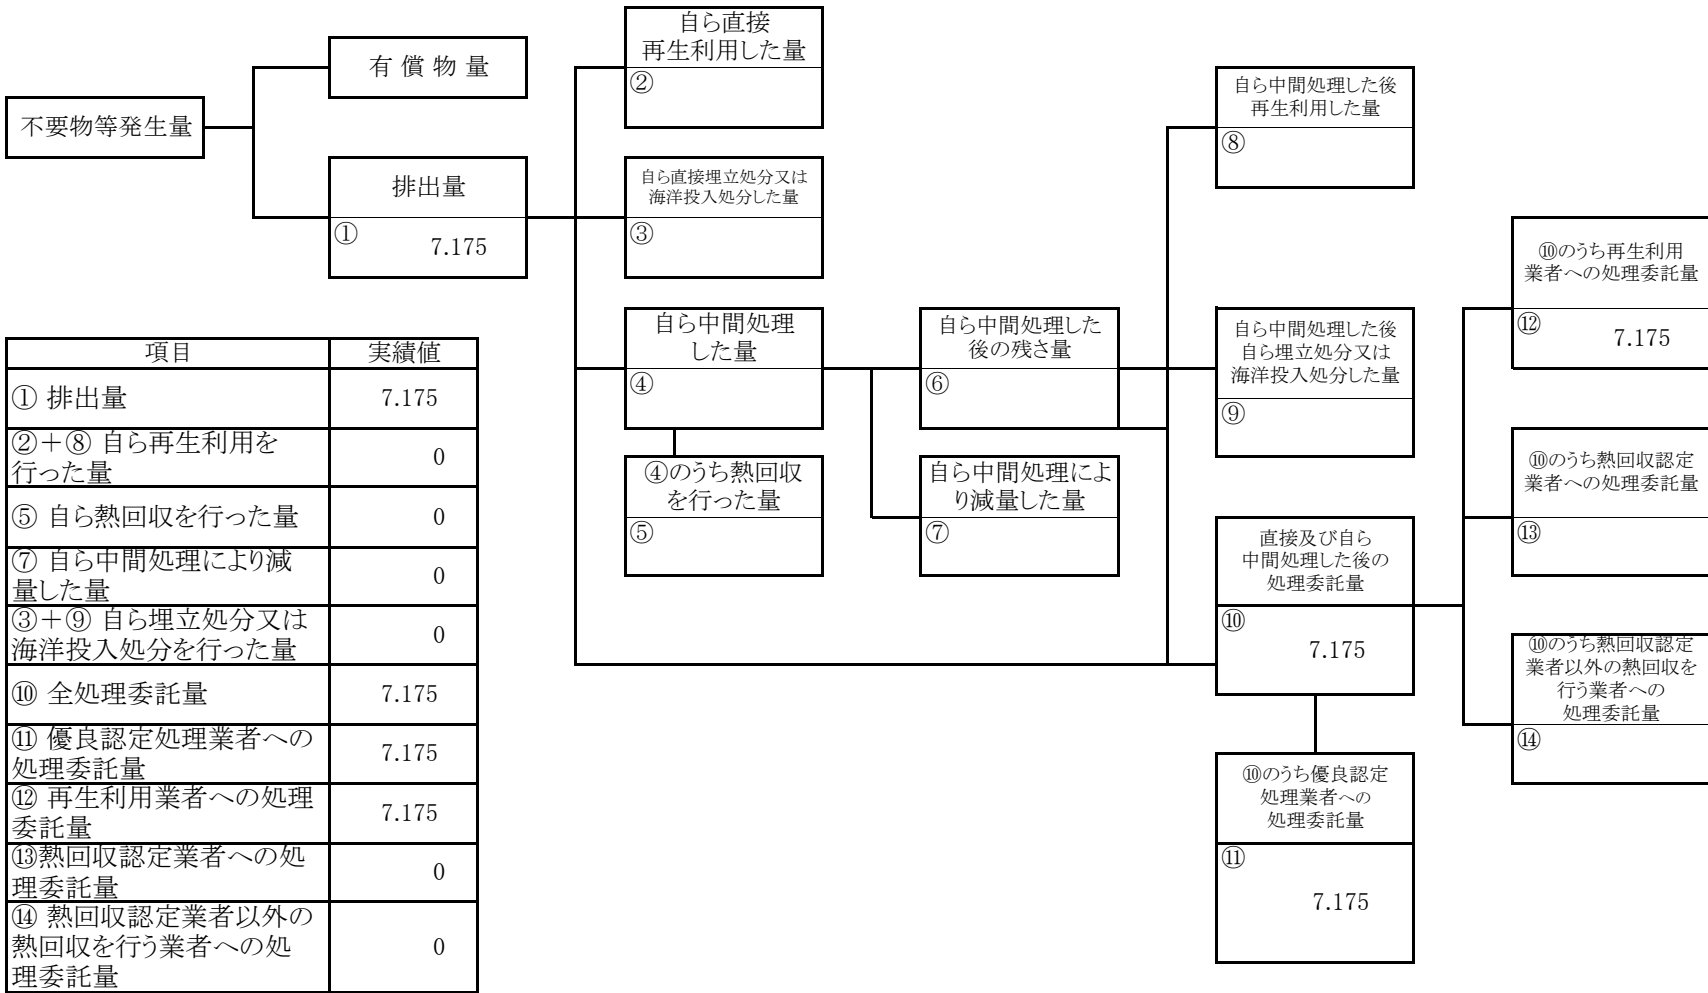 不要物等発生量
有 償 物 量
排出量
①
7.175
自ら直接
再生利用した量
②
自ら直接埋立処分又は
海洋投入処分した量
③
自ら中間処理
した量
④
④のうち熱回収
を行った量
⑤
自ら中間処理した
後の残さ量
⑥
自ら中間処理によ
り減量した量
⑦
自ら中間処理した後
再生利用した量
⑧
自ら中間処理した後
自ら埋立処分又は
海洋投入処分した量
⑨
直接及び自ら
中間処理した後の
処理委託量
⑩
7.175
⑩のうち優良認定
処理業者への
処理委託量
⑪
7.175
⑩のうち再生利用
業者への処理委託量
⑫
7.175
⑩のうち熱回収認定
業者への処理委託量
⑬
⑩のうち熱回収認定
業者以外の熱回収を
行う業者への
処理委託量
⑭
項目 実績値
① 排出量 7.175
②+⑧ 自ら再生利用を
行った量 0
⑤ 自ら熱回収を行った量 0
⑦ 自ら中間処理により減
量した量 0
③+⑨ 自ら埋立処分又は
海洋投入処分を行った量 0
⑩ 全処理委託量 7.175
⑪ 優良認定処理業者への
処理委託量 7.175
⑫ 再生利用業者への処理
委託量 7.175
⑬熱回収認定業者への処
理委託量 0
⑭ 熱回収認定業者以外の
熱回収を行う業者への処
理委託量 0